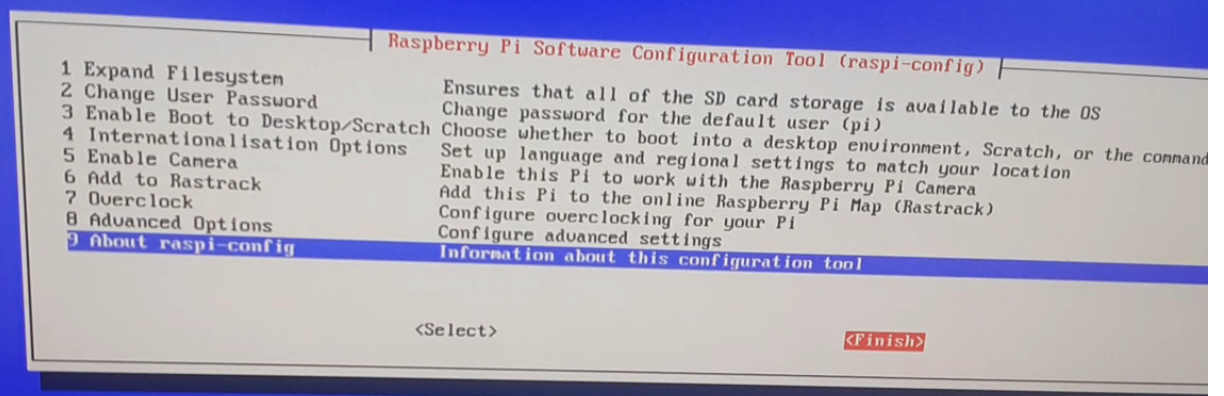 Raspberry Pi Software Configuration Tool (raspi-config)
1 Expand Filesystem Ensures that all of the SD card storage is available to the OS
2 Change User Password Change password for the default user (pi)
3 Enable Boot to Desktop/Scratch Choose whether to boot into a desktop environment, Scratch, or the command
4 Internationalisation Options Set up language and regional settings to match your location
5 Enable Camera Enable this Pi to work with the Raspberry Pi Camera
6 Add to Rastrack Add this Pi to the online Raspberry Pi Map (Rastrack)
7 Overclock Configure overclocking for your Pi
8 Advanced Options Configure advanced settings
9 About raspi-config Information about this configuration tool
<Select> <Finish>